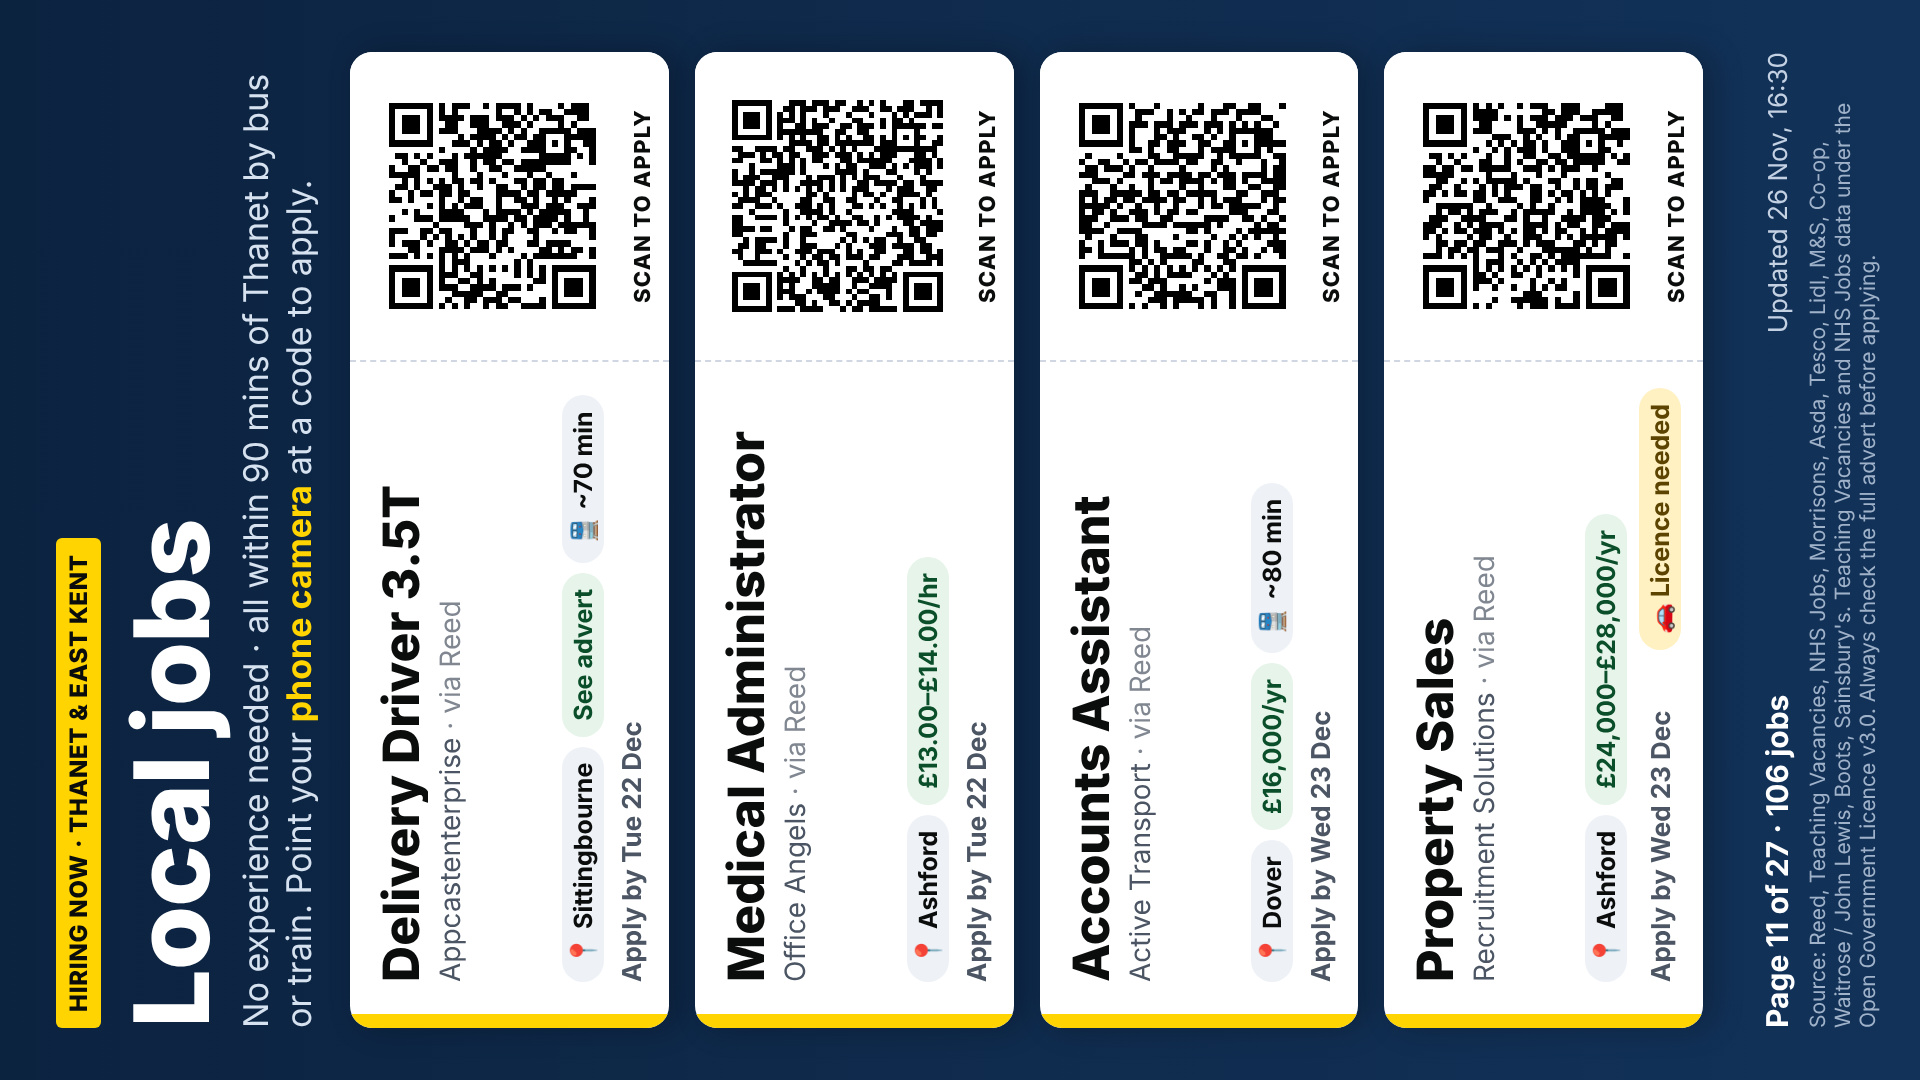 HIRING NOW · THANET & EAST KENT
Local jobs
No experience needed · all within 90 mins of Thanet by bus
or train. Point your phone camera at a code to apply.
Delivery Driver 3.5T
Appcastenterprise · via Reed
📍 Sittingbourne
See advert
🚆 ~70 min
Apply by Tue 22 Dec
SCAN TO APPLY
Medical Administrator
Office Angels · via Reed
📍 Ashford
£13.00–£14.00/hr
Apply by Tue 22 Dec
SCAN TO APPLY
Accounts Assistant
Active Transport · via Reed
📍 Dover
£16,000/yr
🚆 ~80 min
Apply by Wed 23 Dec
SCAN TO APPLY
Property Sales
Recruitment Solutions · via Reed
📍 Ashford
£24,000–£28,000/yr
🚗 Licence needed
Apply by Wed 23 Dec
SCAN TO APPLY
Page 11 of 27 · 106 jobs
Updated 26 Nov, 16:30
Source: Reed, Teaching Vacancies, NHS Jobs, Morrisons, Asda, Tesco, Lidl, M&S, Co-op,
Waitrose / John Lewis, Boots, Sainsbury's. Teaching Vacancies and NHS Jobs data under the
Open Government Licence v3.0. Always check the full advert before applying.